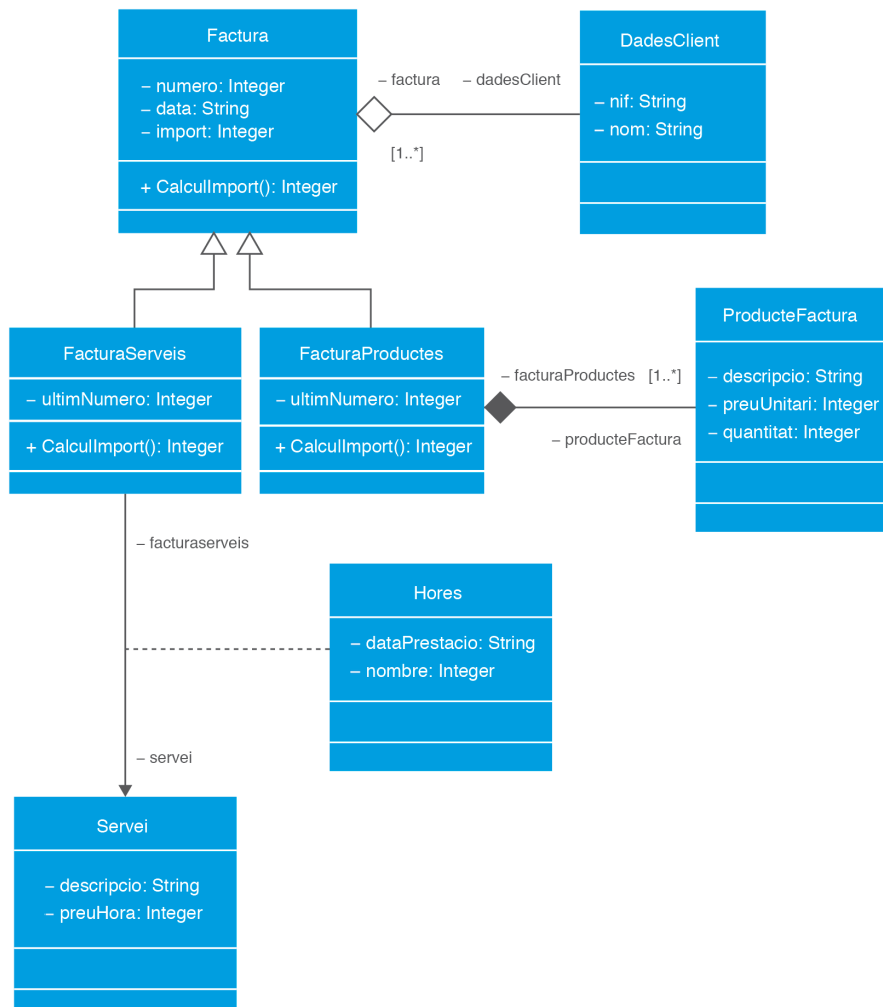 Factura
– numero: Integer
– data: String
– import: Integer
+ CalculImport(): Integer
– factura
– dadesClient
[1..*]
DadesClient
– nif: String
– nom: String
FacturaServeis
– ultimNumero: Integer
+ CalculImport(): Integer
FacturaProductes
– ultimNumero: Integer
+ CalculImport(): Integer
– facturaProductes
[1..*]
– producteFactura
ProducteFactura
– descripcio: String
– preuUnitari: Integer
– quantitat: Integer
– facturaserveis
Hores
– dataPrestacio: String
– nombre: Integer
– servei
Servei
– descripcio: String
– preuHora: Integer